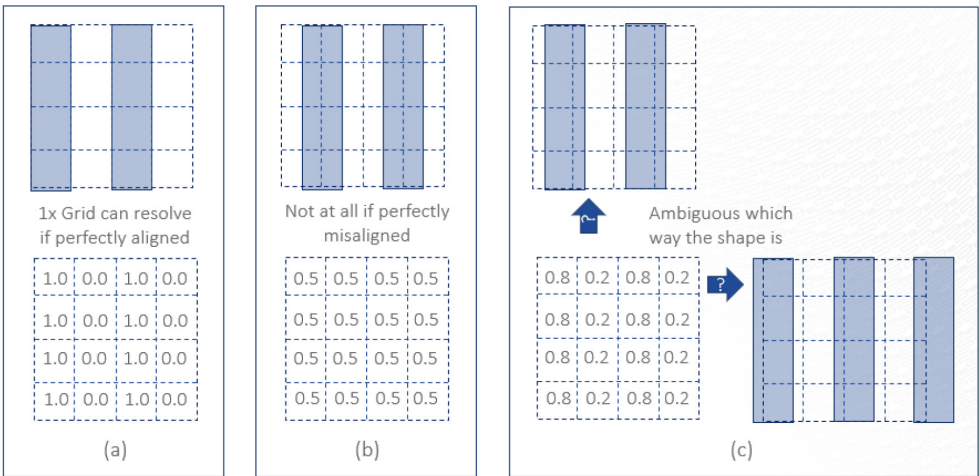 1x Grid can resolve
if perfectly aligned
1.0 0.0 1.0 0.0
1.0 0.0 1.0 0.0
1.0 0.0 1.0 0.0
1.0 0.0 1.0 0.0
(a)
Not at all if perfectly
misaligned
0.5 0.5 0.5 0.5
0.5 0.5 0.5 0.5
0.5 0.5 0.5 0.5
0.5 0.5 0.5 0.5
(b)
?
Ambiguous which
way the shape is
0.8 0.2 0.8 0.2
?
0.8 0.2 0.8 0.2
0.8 0.2 0.8 0.2
0.8 0.2 0.8 0.2
(c)